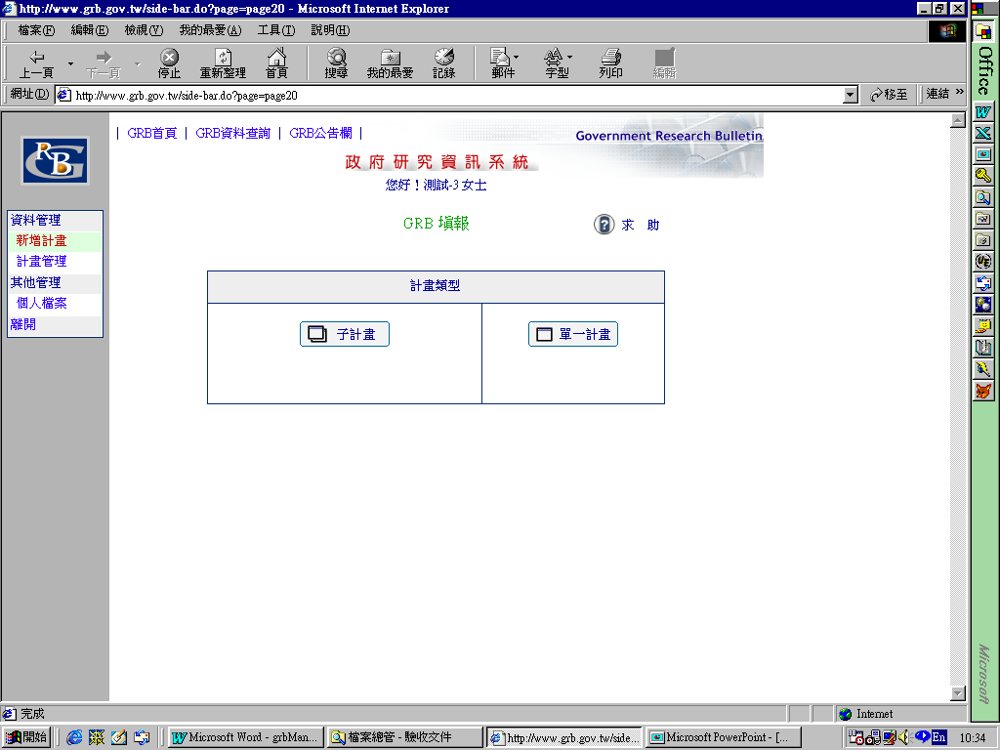 http://www.grb.gov.tw/side-bar.do?page=page20 - Microsoft Internet Explorer
檔案(F) 編輯(E) 檢視(V) 我的最愛(A) 工具(T) 說明(H)
上一頁 下一頁 停止 重新整理 首頁 搜尋 我的最愛 記錄 郵件 字型 列印 編輯
網址(D) http://www.grb.gov.tw/side-bar.do?page=page20 移至 連結 »
Office
RBG
| GRB首頁 | GRB資料查詢 | GRB公告欄 |
Government Research Bulletin
政府研究資訊系統
您好！測試-3 女士
GRB 填報
? 求 助
資料管理
新增計畫
計畫管理
其他管理
個人檔案
離開
計畫類型
子計畫 單一計畫
Microsoft
完成 Internet
開始 Microsoft Word - grbMan... 檔案總管 - 驗收文件 http://www.grb.gov.tw/side... Microsoft PowerPoint - [... En 10:34